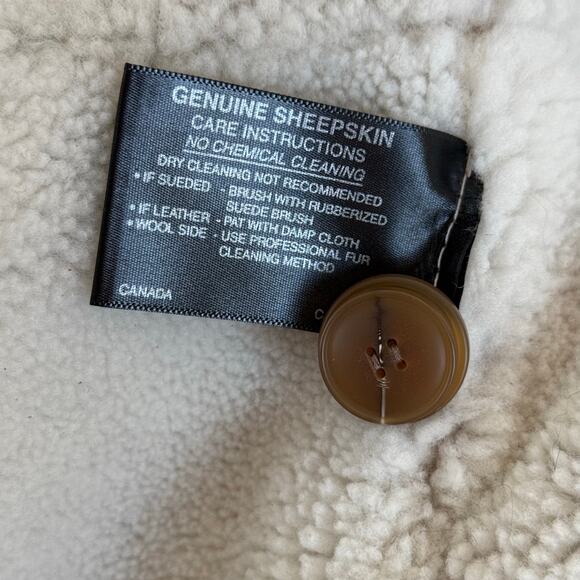 GENUINE SHEEPSKIN
CARE INSTRUCTIONS
NO CHEMICAL CLEANING
DRY CLEANING NOT RECOMMENDED
• IF SUEDED - BRUSH WITH RUBBERIZED
SUEDE BRUSH
• IF LEATHER - PAT WITH DAMP CLOTH
• WOOL SIDE - USE PROFESSIONAL FUR
CLEANING METHOD
CANADA